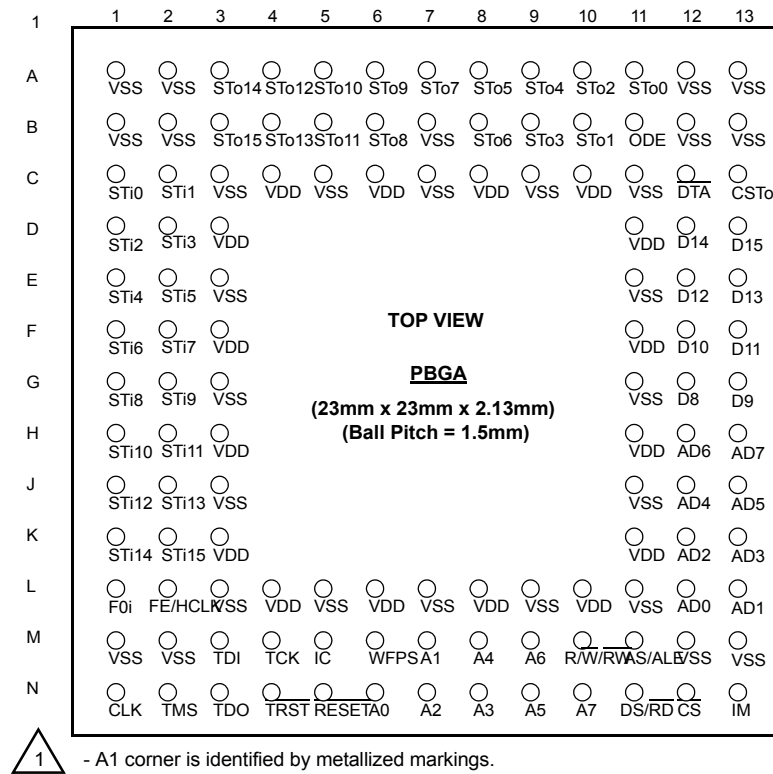 1 1 2 3 4 5 6 7 8 9 10 11 12 13
A VSS VSS STo14 STo12 STo10 STo9 STo7 STo5 STo4 STo2 STo0 VSS VSS
B VSS VSS STo15 STo13 STo11 STo8 VSS STo6 STo3 STo1 ODE VSS VSS
C STi0 STi1 VSS VDD VSS VDD VSS VDD VSS VDD VSS DTA CSTo
D STi2 STi3 VDD VDD D14 D15
E STi4 STi5 VSS VSS D12 D13
TOP VIEW
F STi6 STi7 VDD VDD D10 D11
PBGA
G STi8 STi9 VSS VSS D8 D9
(23mm x 23mm x 2.13mm)
(Ball Pitch = 1.5mm)
H STi10 STi11 VDD VDD AD6 AD7
J STi12 STi13 VSS VSS AD4 AD5
K STi14 STi15 VDD VDD AD2 AD3
L F0i FE/HCLK VSS VDD VSS VDD VSS VDD VSS VDD VSS AD0 AD1
M VSS VSS TDI TCK IC WFPS A1 A4 A6 R/W/RW AS/ALE VSS VSS
N CLK TMS TDO TRST RESET A0 A2 A3 A5 A7 DS/RD CS IM
1 - A1 corner is identified by metallized markings.